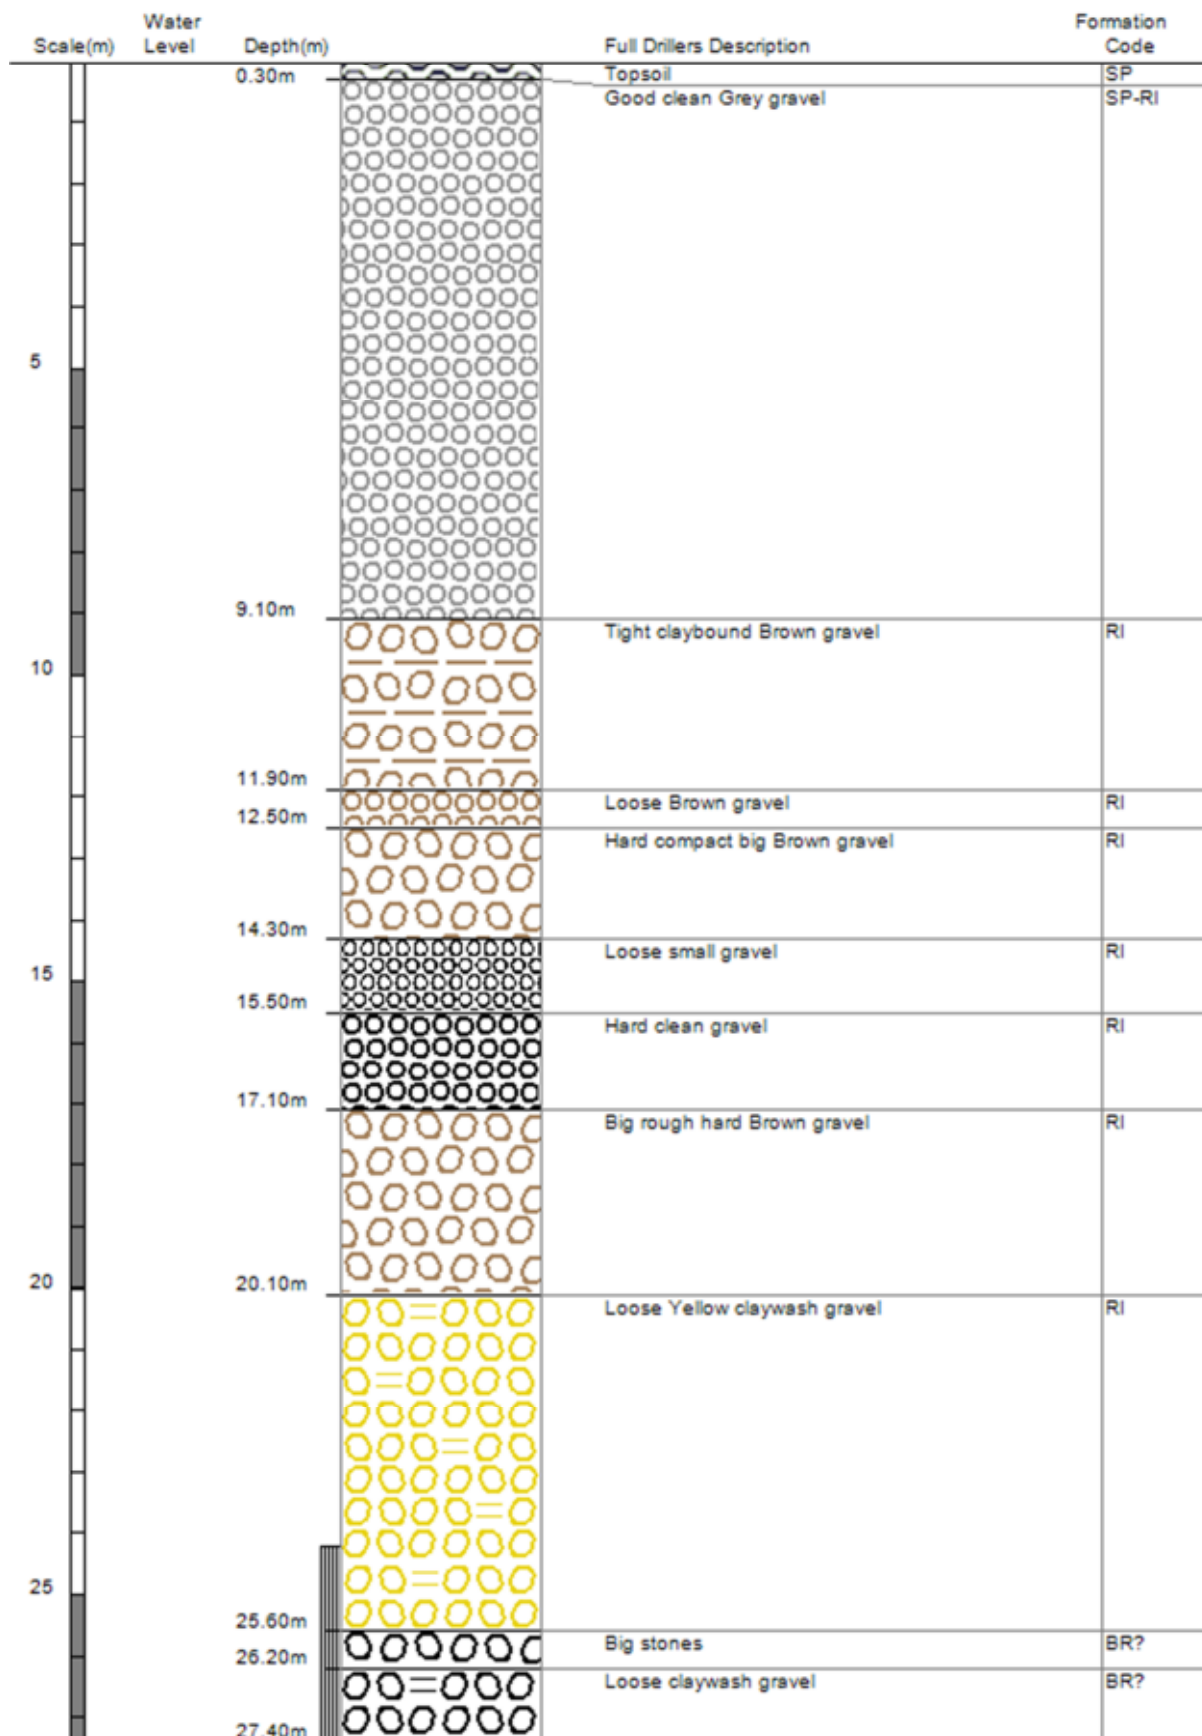 Water
Formation
Scale(m) Level Depth(m) Full Drillers Description Code
0.30m Topsoil SP
Good clean Grey gravel SP-RI
5
9.10m
Tight claybound Brown gravel RI
10
11.90m
Loose Brown gravel RI
12.50m
Hard compact big Brown gravel RI
14.30m
Loose small gravel RI
15
15.50m
Hard clean gravel RI
17.10m
Big rough hard Brown gravel RI
20
20.10m
Loose Yellow claywash gravel RI
25
25.60m
Big stones BR?
26.20m
Loose claywash gravel BR?
27.40m